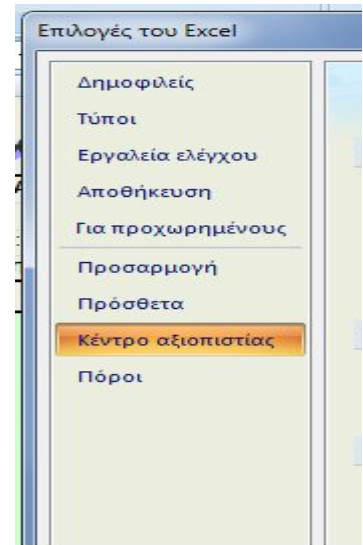 Επιλογές του Excel
Δημοφιλείς
Τύποι
Εργαλεία ελέγχου
Αποθήκευση
Για προχωρημένους
Προσαρμογή
Πρόσθετα
Κέντρο αξιοπιστίας
Πόροι